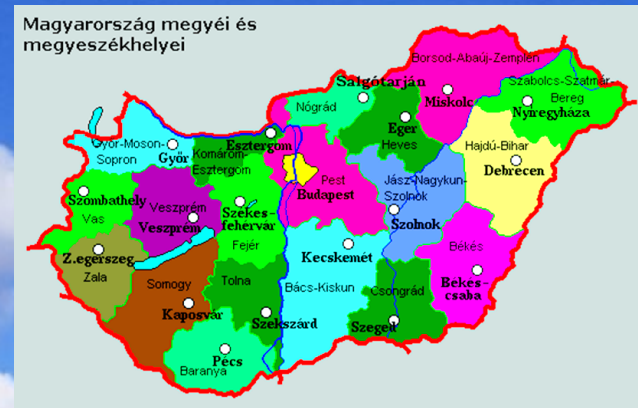 Magyarország megyéi és
megyeszékhelyei
Borsod-Abaúj-Zemplén
Salgótarján
Szabolcs-Szatmár-
Bereg
Miskolc
Nógrád
Nyíregyháza
Eger
Heves
Győr-Moson-
Sopron
Győr
Esztergom
Komárom-
Esztergom
Hajdú-Bihar
Debrecen
Pest
Budapest
Jász-Nagykun-
Szolnok
Szolnok
Szombathely
Vas
Veszprém
Veszprém
Székes-
fehérvár
Fejér
Z.egerszeg
Zala
Kecskemét
Békés
Békés-
csaba
Somogy
Tolna
Bács-Kiskun
Csongrád
Kaposvár
Szekszárd
Szeged
Pécs
Baranya